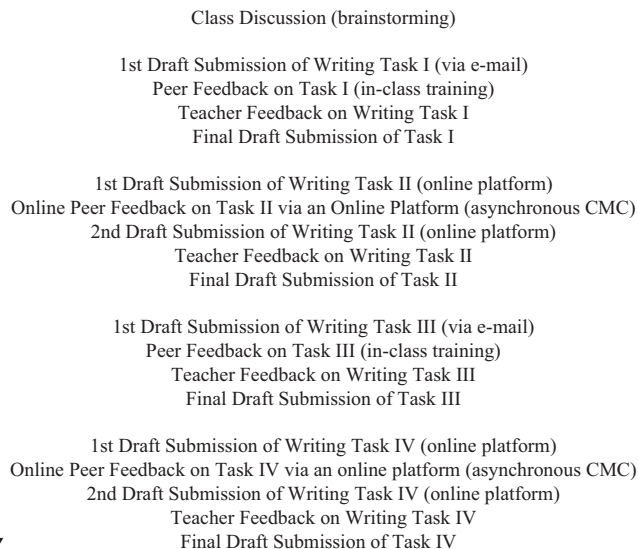 Class Discussion (brainstorming)
1st Draft Submission of Writing Task I (via e-mail)
Peer Feedback on Task I (in-class training)
Teacher Feedback on Writing Task I
Final Draft Submission of Task I
1st Draft Submission of Writing Task II (online platform)
Online Peer Feedback on Task II via an Online Platform (asynchronous CMC)
2nd Draft Submission of Writing Task II (online platform)
Teacher Feedback on Writing Task II
Final Draft Submission of Task II
1st Draft Submission of Writing Task III (via e-mail)
Peer Feedback on Task III (in-class training)
Teacher Feedback on Writing Task III
Final Draft Submission of Task III
1st Draft Submission of Writing Task IV (online platform)
Online Peer Feedback on Task IV via an online platform (asynchronous CMC)
2nd Draft Submission of Writing Task IV (online platform)
Teacher Feedback on Writing Task IV
Final Draft Submission of Task IV